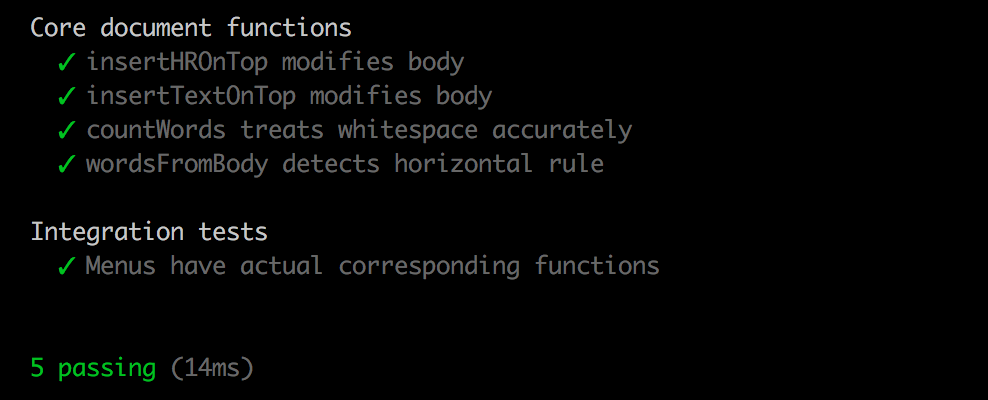 Core document functions
✓ insertHROnTop modifies body
✓ insertTextOnTop modifies body
✓ countWords treats whitespace accurately
✓ wordsFromBody detects horizontal rule
Integration tests
✓ Menus have actual corresponding functions
5 passing (14ms)